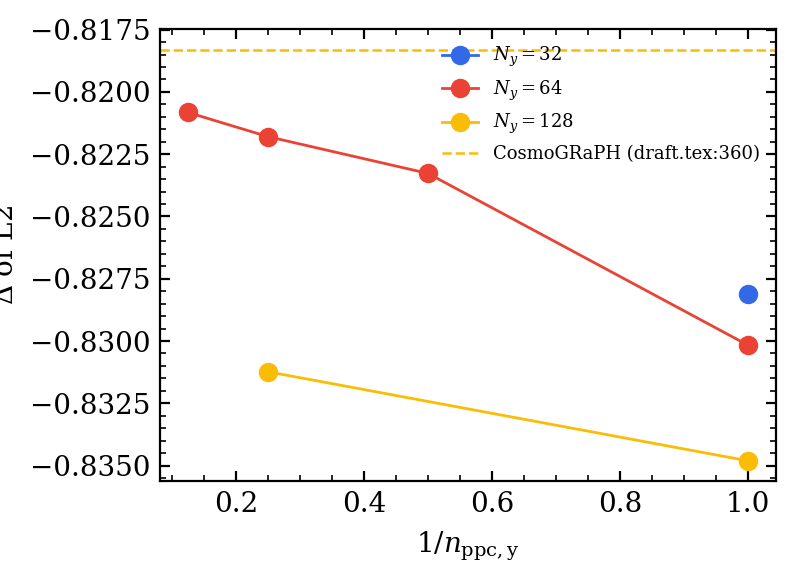 −0.8175
−0.8200
−0.8225
−0.8250
−0.8275
−0.8300
−0.8325
−0.8350
Δ of L2
N_y = 32
N_y = 64
N_y = 128
CosmoGRaPH (draft.tex:360)
0.2 0.4 0.6 0.8 1.0
1/n_ppc, y